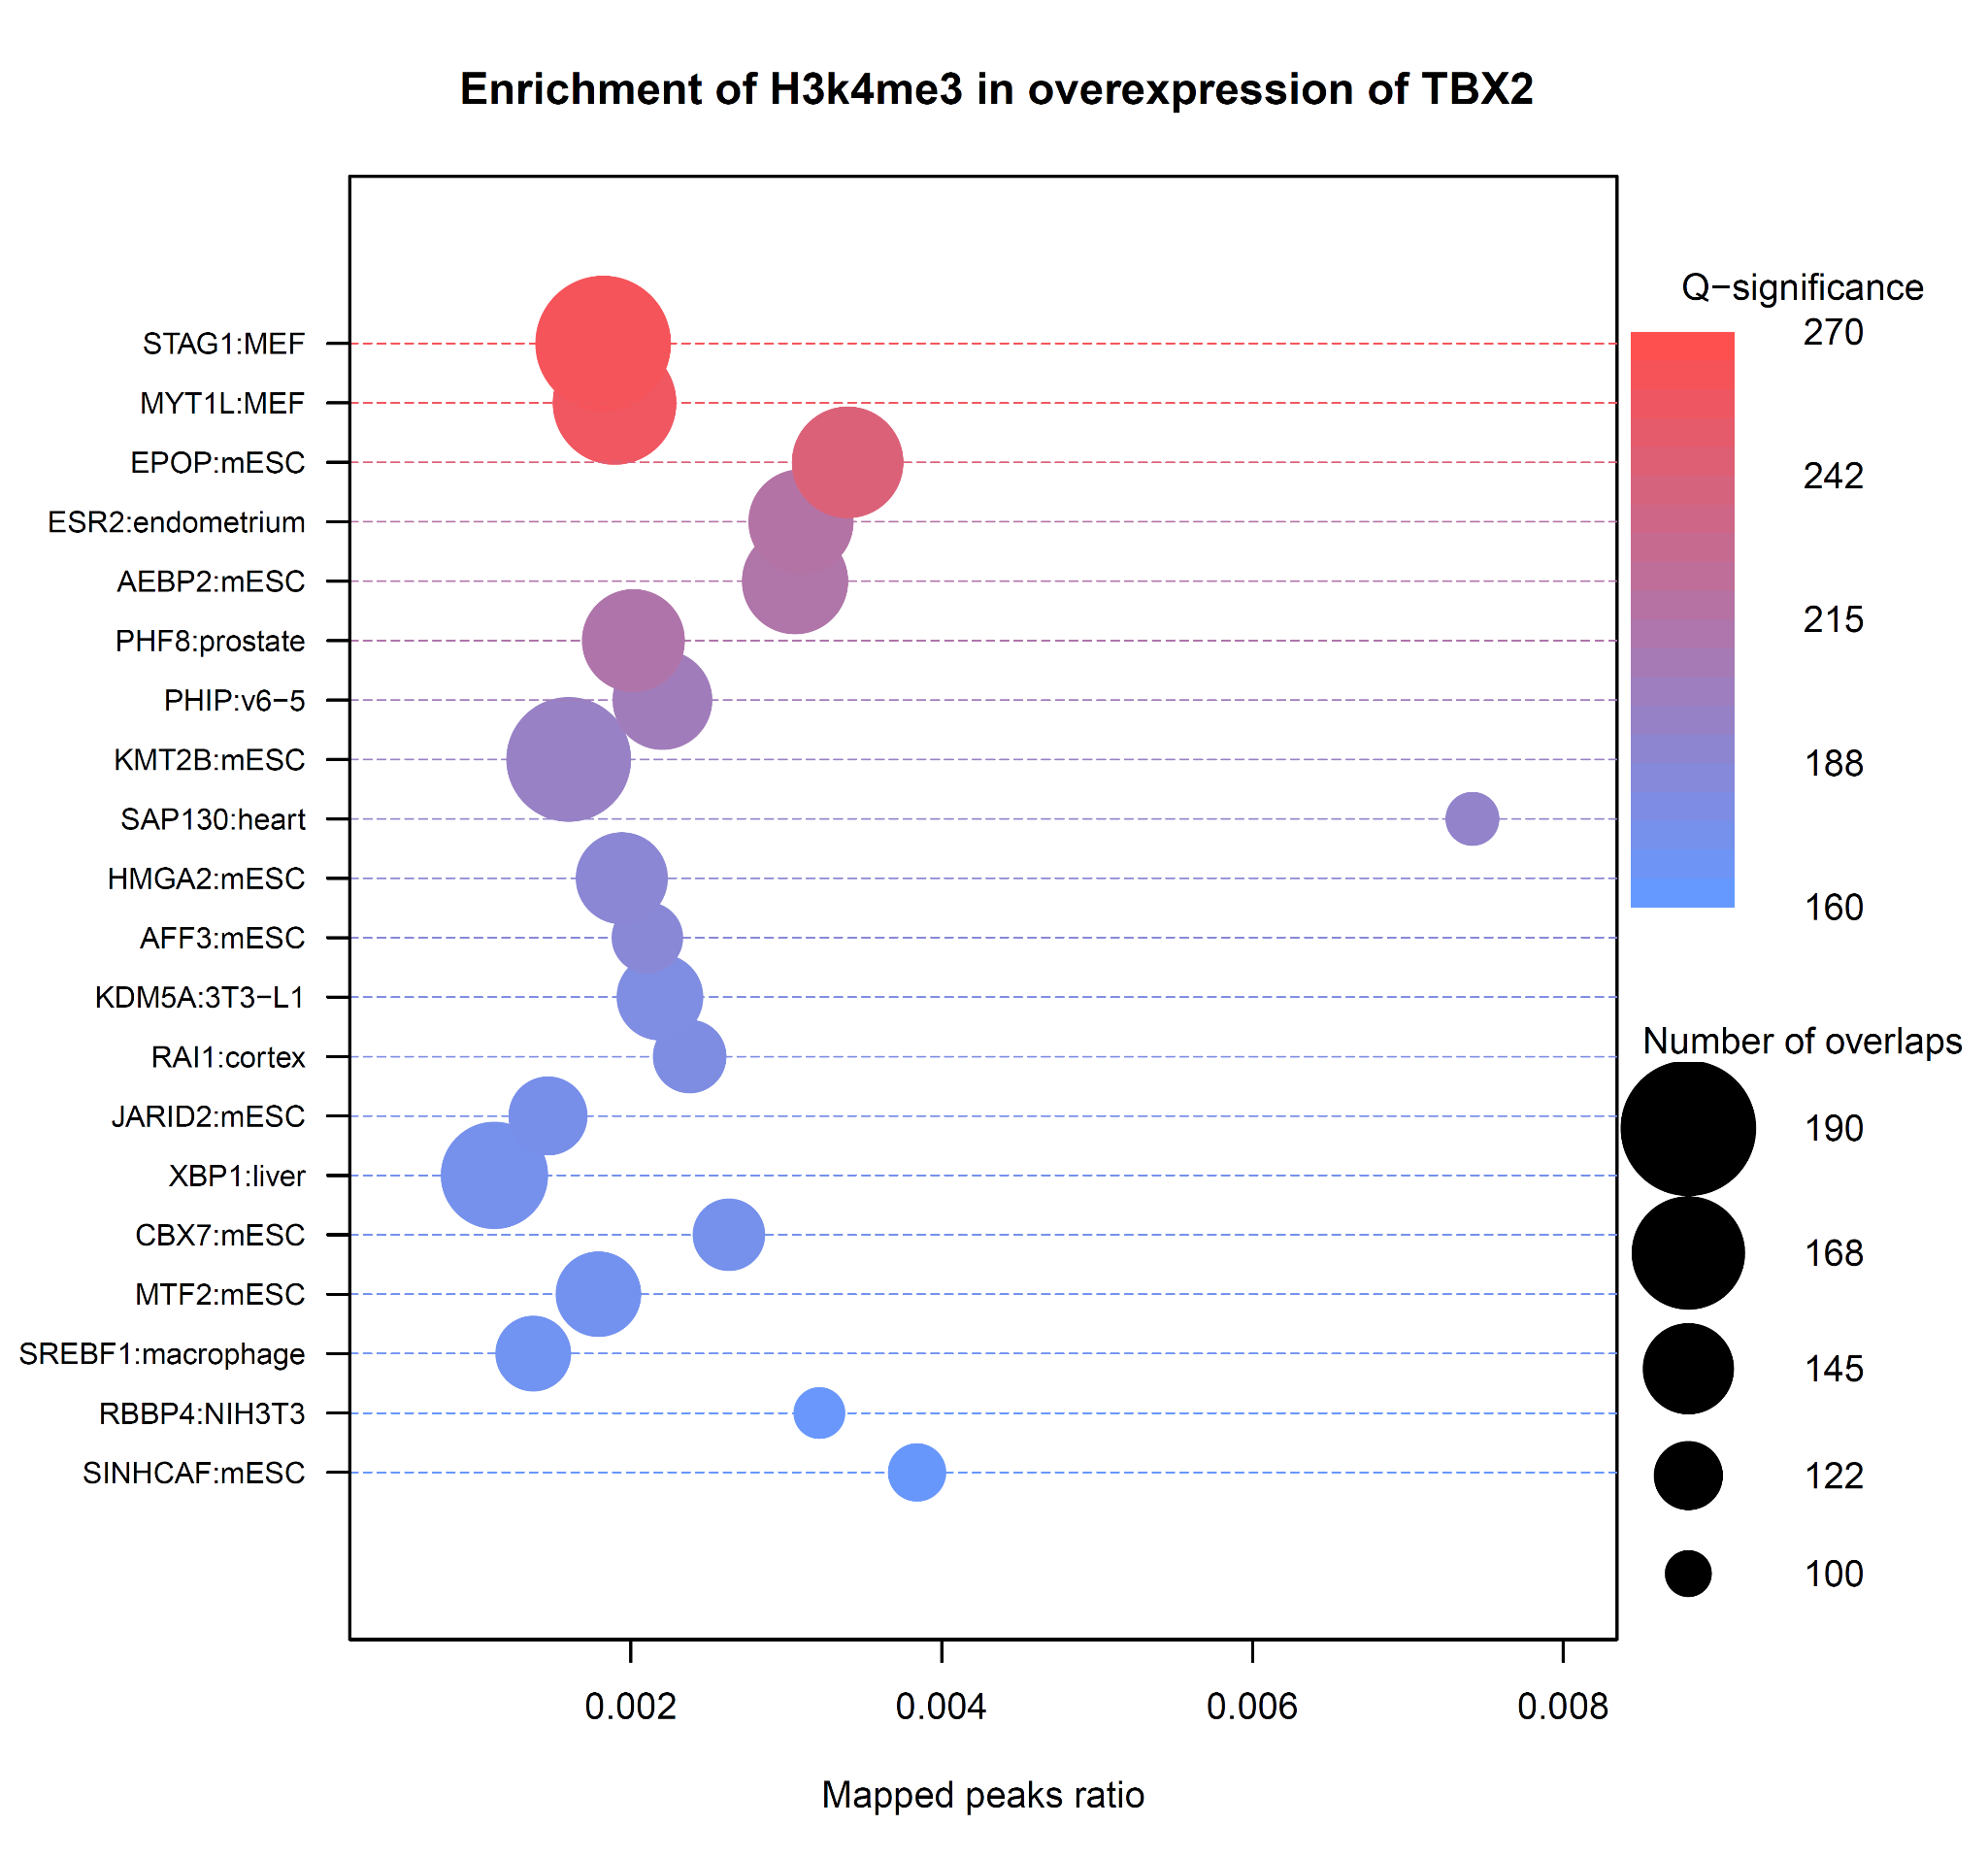 Enrichment of H3k4me3 in overexpression of TBX2
STAG1:MEF
MYT1L:MEF
EPOP:mESC
ESR2:endometrium
AEBP2:mESC
PHF8:prostate
PHIP:v6−5
KMT2B:mESC
SAP130:heart
HMGA2:mESC
AFF3:mESC
KDM5A:3T3−L1
RAI1:cortex
JARID2:mESC
XBP1:liver
CBX7:mESC
MTF2:mESC
SREBF1:macrophage
RBBP4:NIH3T3
SINHCAF:mESC
0.002 0.004 0.006 0.008
Mapped peaks ratio
Q−significance
270
242
215
188
160
Number of overlaps
190
168
145
122
100